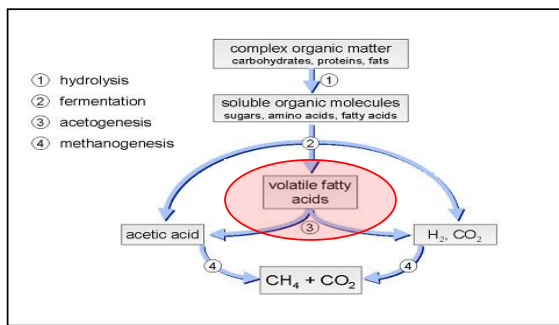 complex organic matter
carbohydrates, proteins, fats
① hydrolysis
② fermentation
③ acetogenesis
④ methanogenesis
①
soluble organic molecules
sugars, amino acids, fatty acids
②
volatile fatty
acids
③
acetic acid
H₂, CO₂
④
④
CH₄ + CO₂